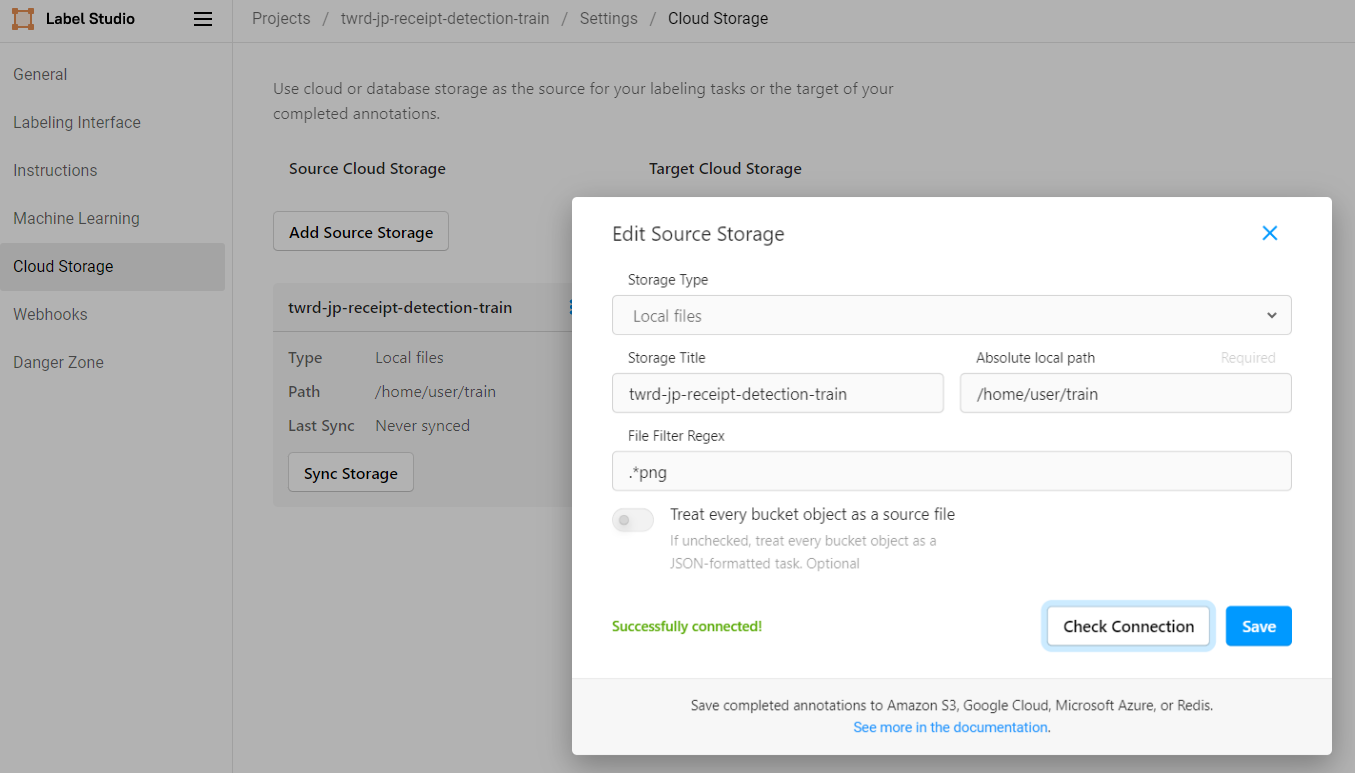 Label Studio
Projects / twrd-jp-receipt-detection-train / Settings / Cloud Storage
General
Labeling Interface
Instructions
Machine Learning
Cloud Storage
Webhooks
Danger Zone
Use cloud or database storage as the source for your labeling tasks or the target of your
completed annotations.
Source Cloud Storage
Target Cloud Storage
Add Source Storage
twrd-jp-receipt-detection-train
Type Local files
Path /home/user/train
Last Sync Never synced
Sync Storage
Edit Source Storage
Storage Type
Local files
Storage Title
twrd-jp-receipt-detection-train
Absolute local path Required
/home/user/train
File Filter Regex
.*png
Treat every bucket object as a source file
If unchecked, treat every bucket object as a
JSON-formatted task. Optional
Successfully connected!
Check Connection
Save
Save completed annotations to Amazon S3, Google Cloud, Microsoft Azure, or Redis.
See more in the documentation.